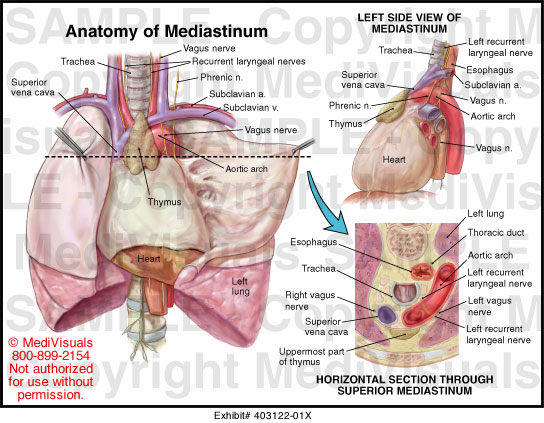 Anatomy of Mediastinum
Vagus nerve
Trachea
Recurrent laryngeal nerves
Phrenic n.
Superior
vena cava
Subclavian a.
Subclavian v.
Vagus nerve
Aortic arch
Thymus
Heart
Left
lung
LEFT SIDE VIEW OF
MEDIASTINUM
Trachea
Left recurrent
laryngeal nerve
Esophagus
Superior
vena cava
Subclavian a.
Phrenic n.
Vagus n.
Thymus
Aortic arch
Vagus n.
Heart
Left lung
Thoracic duct
Esophagus
Aortic arch
Trachea
Left recurrent
laryngeal nerve
Right vagus
nerve
Left vagus
nerve
Superior
vena cava
Left recurrent
laryngeal nerve
Uppermost part
of thymus
HORIZONTAL SECTION THROUGH
SUPERIOR MEDIASTINUM
© MediVisuals
800-899-2154
Not authorized
for use without
permission.
Exhibit# 403122-01X
SAMPLE - Copyright MediVisuals